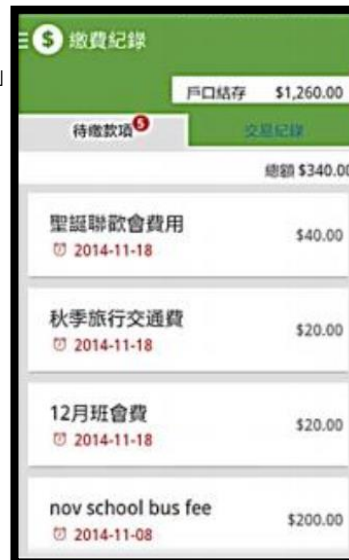 」
$ 繳費紀錄
戶口結存 $1,260.00
待繳款項 5 交易紀錄
總額 $340.00
聖誕聯歡會費用
$40.00
2014-11-18
秋季旅行交通費
$20.00
2014-11-18
12月班會費
$20.00
2014-11-18
nov school bus fee
$200.00
2014-11-08